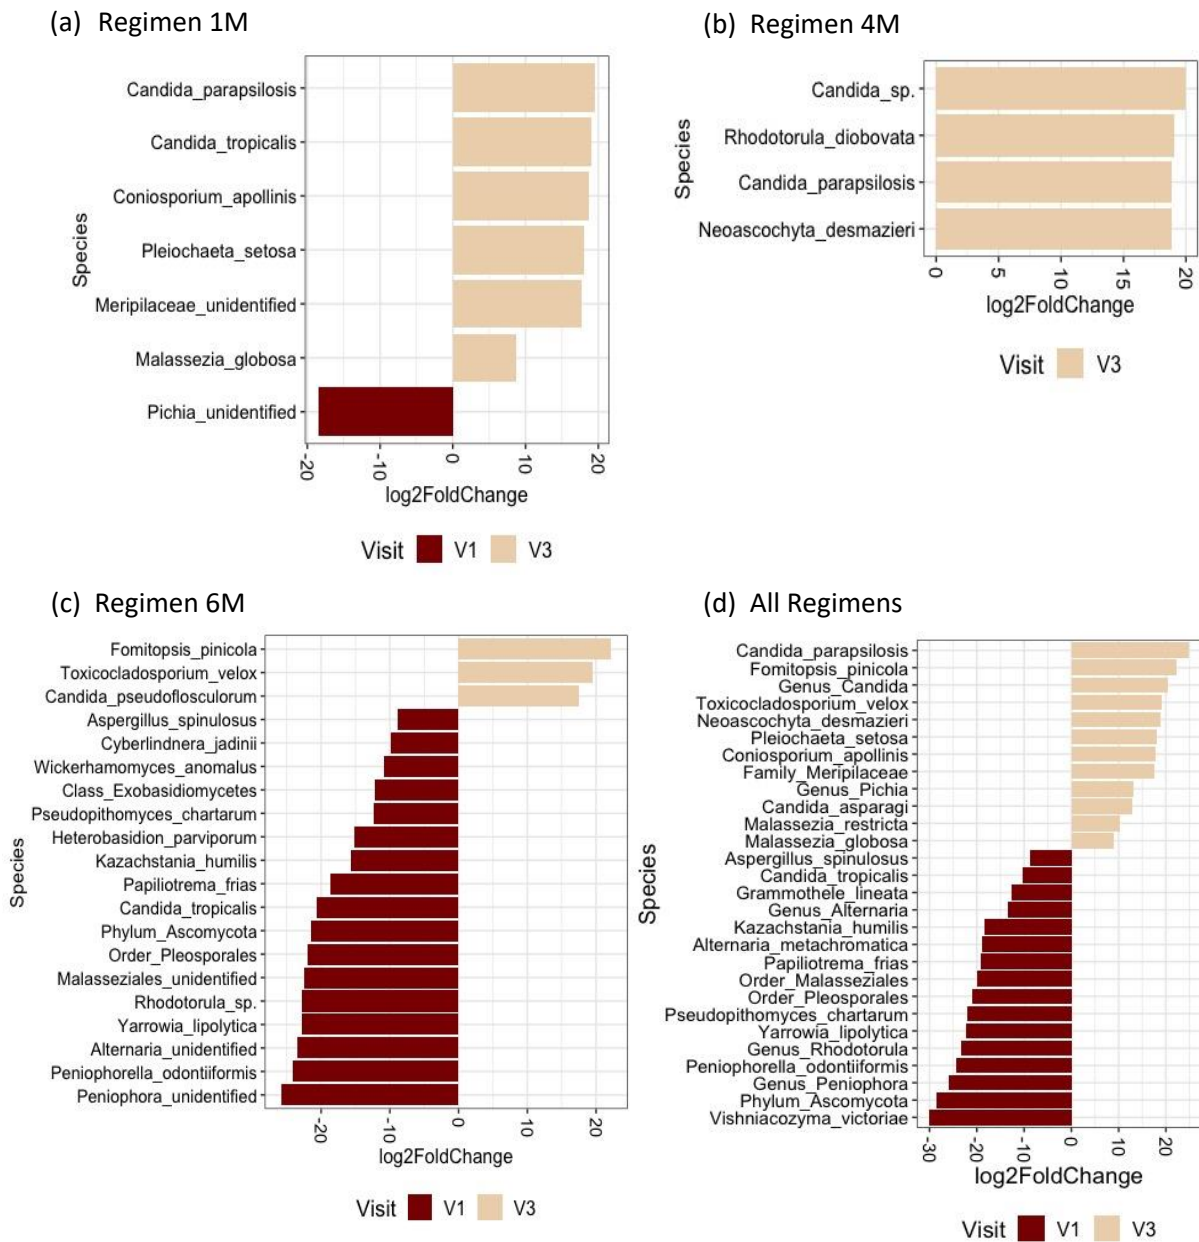 (a) Regimen 1M
Candida_parapsilosis
Candida_tropicalis
Coniosporium_apollinis
Pleiochaeta_setosa
Meripilaceae_unidentified
Malassezia_globosa
Pichia_unidentified
Species
-20 -10 0 10 20
log2FoldChange
Visit V1 V3
(b) Regimen 4M
Candida_sp.
Rhodotorula_diobovata
Candida_parapsilosis
Neoascochyta_desmazieri
Species
0 5 10 15 20
log2FoldChange
Visit V3
(c) Regimen 6M
Fomitopsis_pinicola
Toxicocladosporium_velox
Candida_pseudoflosculorum
Aspergillus_spinulosus
Cyberlindnera_jadinii
Wickerhamomyces_anomalus
Class_Exobasidiomycetes
Pseudopithomyces_chartarum
Heterobasidion_parviporum
Kazachstania_humilis
Papiliotrema_frias
Candida_tropicalis
Phylum_Ascomycota
Order_Pleosporales
Malasseziales_unidentified
Rhodotorula_sp.
Yarrowia_lipolytica
Alternaria_unidentified
Peniophorella_odontiiformis
Peniophora_unidentified
Species
-20 -10 0 10 20
log2FoldChange
Visit V1 V3
(d) All Regimens
Candida_parapsilosis
Fomitopsis_pinicola
Genus_Candida
Toxicocladosporium_velox
Neoascochyta_desmazieri
Pleiochaeta_setosa
Coniosporium_apollinis
Family_Meripilaceae
Genus_Pichia
Candida_asparagi
Malassezia_restricta
Malassezia_globosa
Aspergillus_spinulosus
Candida_tropicalis
Grammothele_lineata
Genus_Alternaria
Kazachstania_humilis
Alternaria_metachromatica
Papiliotrema_frias
Order_Malasseziales
Order_Pleosporales
Pseudopithomyces_chartarum
Yarrowia_lipolytica
Genus_Rhodotorula
Peniophorella_odontiiformis
Genus_Peniophora
Phylum_Ascomycota
Vishniacozyma_victoriae
Species
-30 -20 -10 0 10 20
log2FoldChange
Visit V1 V3